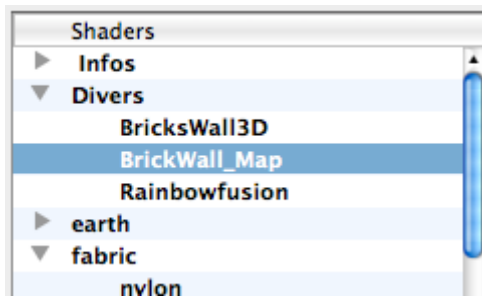 Shaders
Infos
Divers
BricksWall3D
BrickWall_Map
Rainbowfusion
earth
fabric
nylon